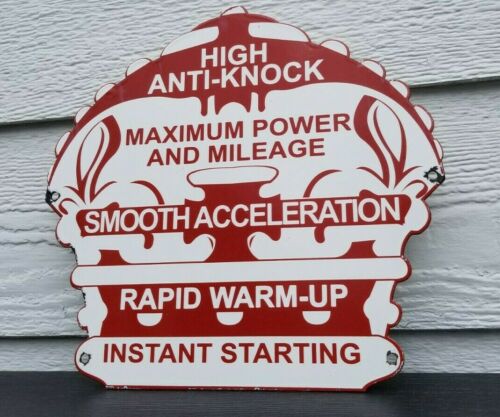 HIGH
ANTI-KNOCK
MAXIMUM POWER
AND MILEAGE
SMOOTH ACCELERATION
RAPID WARM-UP
INSTANT STARTING